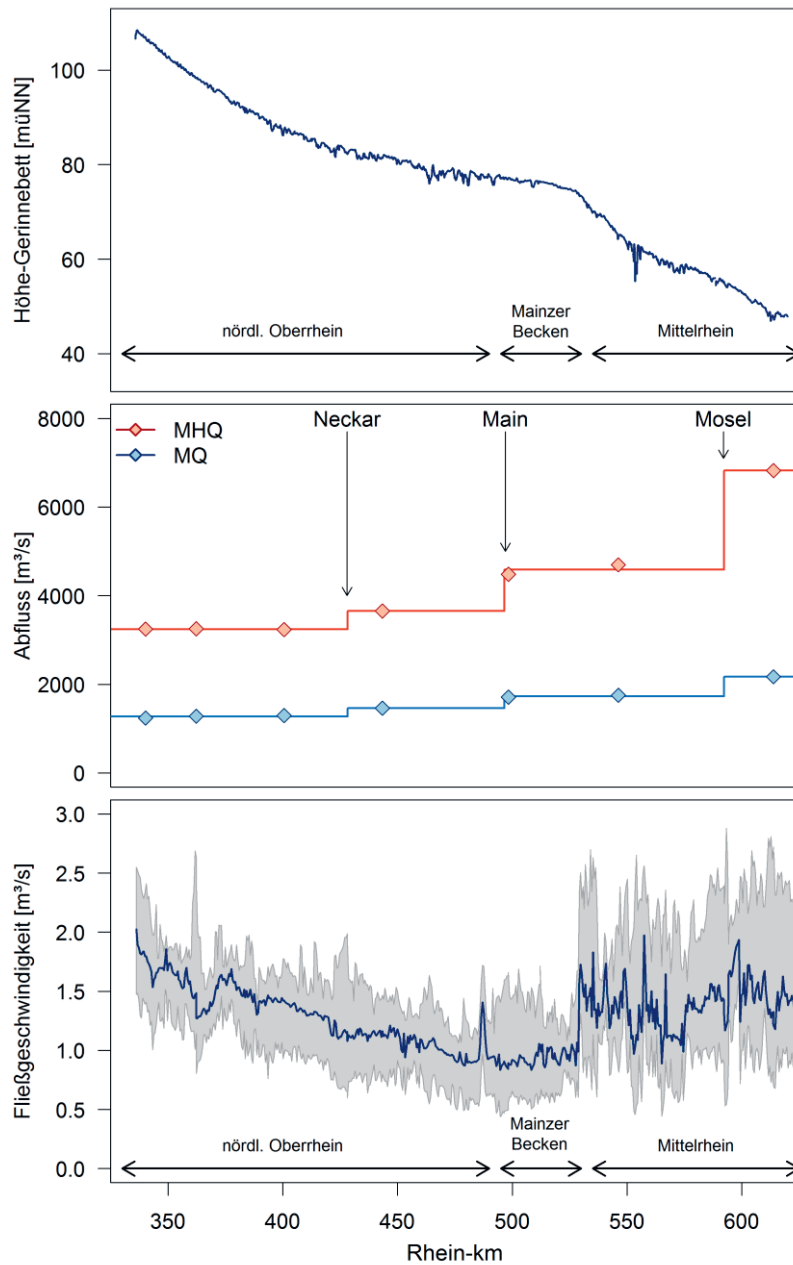 Höhe-Gerinnebett [müNN]
100
80
60
40
nördl. Oberrhein
Mainzer
Becken
Mittelrhein
Abfluss [m³/s]
8000
6000
4000
2000
0
MHQ
MQ
Neckar
Main
Mosel
Fließgeschwindigkeit [m³/s]
3.0
2.5
2.0
1.5
1.0
0.5
0.0
nördl. Oberrhein
Mainzer
Becken
Mittelrhein
350 400 450 500 550 600
Rhein-km